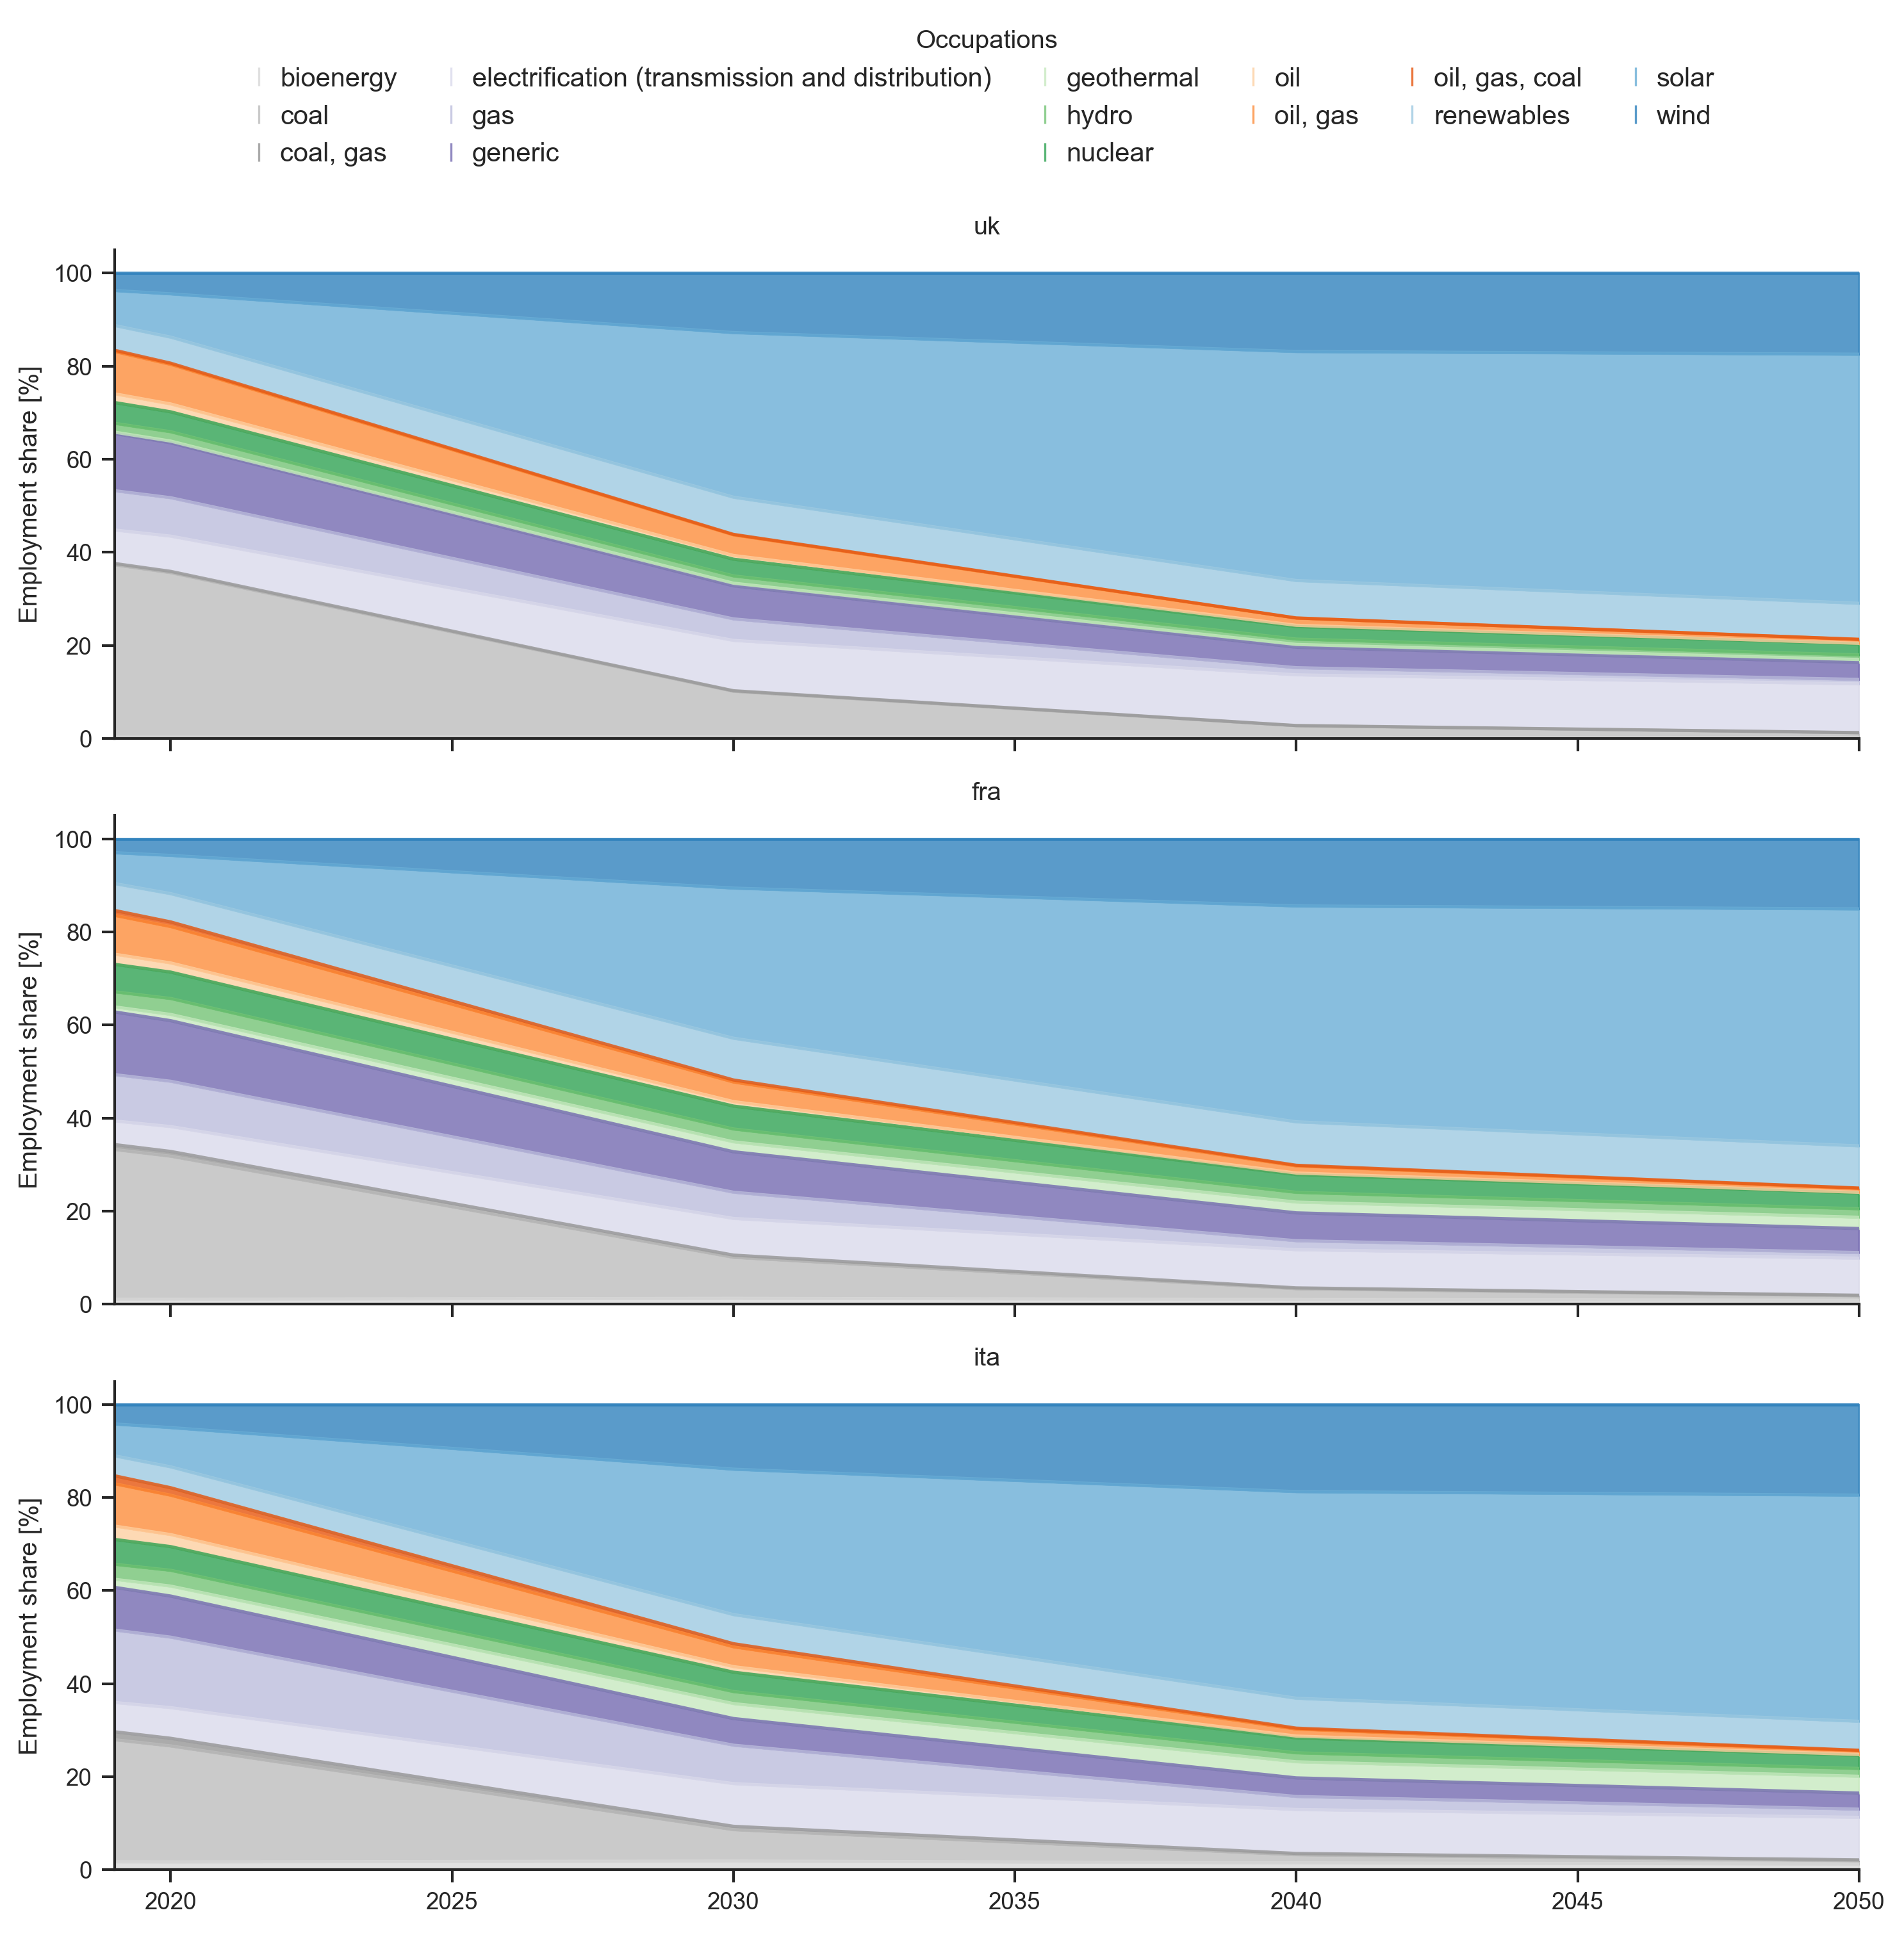 Occupations
bioenergy electrification (transmission and distribution) geothermal oil oil, gas, coal solar
coal gas hydro oil, gas renewables wind
coal, gas generic nuclear
uk
100
80
60
40
20
0
Employment share [%]
fra
100
80
60
40
20
0
Employment share [%]
ita
100
80
60
40
20
0
Employment share [%]
2020 2025 2030 2035 2040 2045 2050